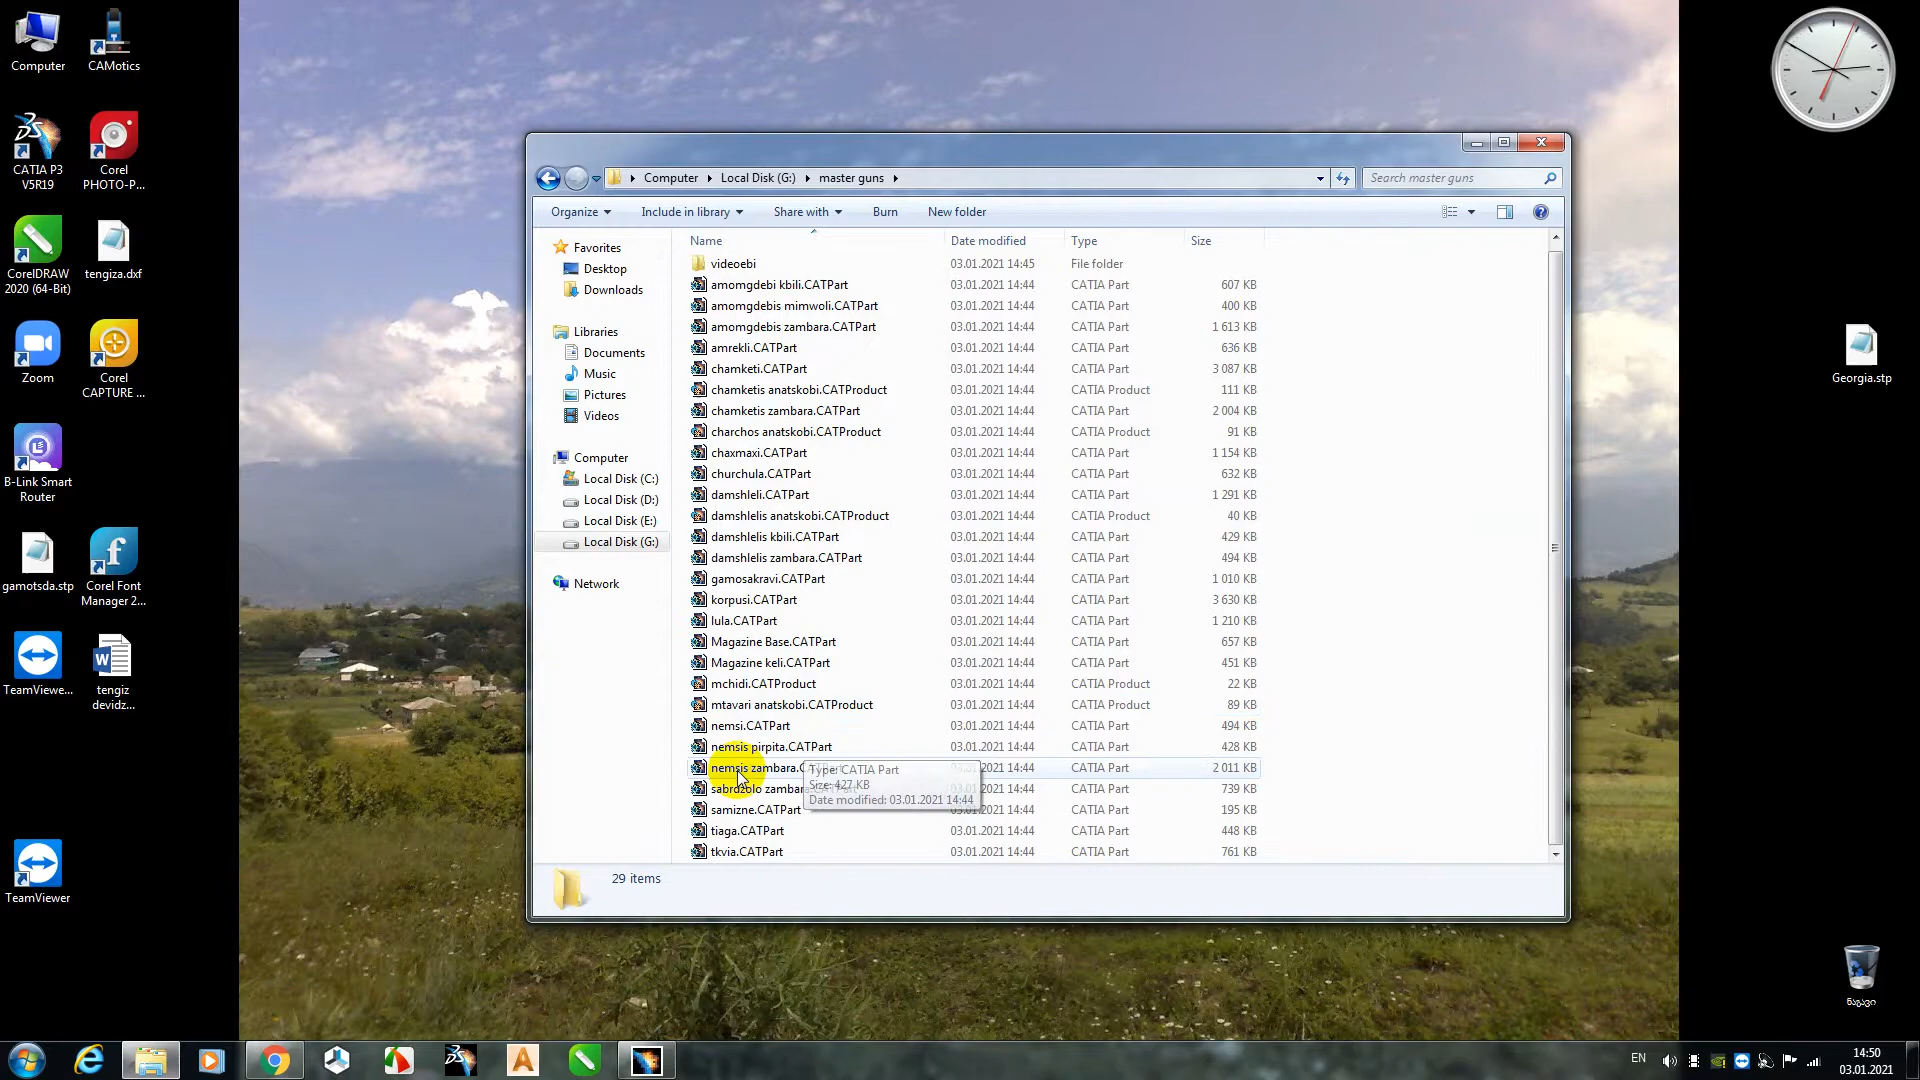 Computer
CAMotics
CATIA P3
V5R19
Corel
PHOTO-P...
CorelDRAW
2020 (64-Bit)
tengiza.dxf
Zoom
Corel
CAPTURE ...
B-Link Smart
Router
gamotsda.stp
Corel Font
Manager 2...
TeamViewe...
tengiz
devidz...
TeamViewer
Georgia.stp
ნაგავი
Computer Local Disk (G:) master guns
Search master guns
Organize Include in library Share with Burn New folder
Favorites
Desktop
Downloads
Libraries
Documents
Music
Pictures
Videos
Computer
Local Disk (C:)
Local Disk (D:)
Local Disk (E:)
Local Disk (G:)
Network
Name Date modified Type Size
videoebi 03.01.2021 14:45 File folder
amomgdebi kbili.CATPart 03.01.2021 14:44 CATIA Part 607 KB
amomgdebis mimwoli.CATPart 03.01.2021 14:44 CATIA Part 400 KB
amomgdebis zambara.CATPart 03.01.2021 14:44 CATIA Part 1 613 KB
amrekli.CATPart 03.01.2021 14:44 CATIA Part 636 KB
chamketi.CATPart 03.01.2021 14:44 CATIA Part 3 087 KB
chamketis anatskobi.CATProduct 03.01.2021 14:44 CATIA Product 111 KB
chamketis zambara.CATPart 03.01.2021 14:44 CATIA Part 2 004 KB
charchos anatskobi.CATProduct 03.01.2021 14:44 CATIA Product 91 KB
chaxmaxi.CATPart 03.01.2021 14:44 CATIA Part 1 154 KB
churchula.CATPart 03.01.2021 14:44 CATIA Part 632 KB
damshleli.CATPart 03.01.2021 14:44 CATIA Part 1 291 KB
damshlelis anatskobi.CATProduct 03.01.2021 14:44 CATIA Product 40 KB
damshlelis kbili.CATPart 03.01.2021 14:44 CATIA Part 429 KB
damshlelis zambara.CATPart 03.01.2021 14:44 CATIA Part 494 KB
gamosakravi.CATPart 03.01.2021 14:44 CATIA Part 1 010 KB
korpusi.CATPart 03.01.2021 14:44 CATIA Part 3 630 KB
lula.CATPart 03.01.2021 14:44 CATIA Part 1 210 KB
Magazine Base.CATPart 03.01.2021 14:44 CATIA Part 657 KB
Magazine keli.CATPart 03.01.2021 14:44 CATIA Part 451 KB
mchidi.CATProduct 03.01.2021 14:44 CATIA Product 22 KB
mtavari anatskobi.CATProduct 03.01.2021 14:44 CATIA Product 89 KB
nemsi.CATPart 03.01.2021 14:44 CATIA Part 494 KB
nemsis pirpita.CATPart 03.01.2021 14:44 CATIA Part 428 KB
nemsis zambara.CATPart 03.01.2021 14:44 CATIA Part 2 011 KB
sabrdzolo zambara.CATPart 03.01.2021 14:44 CATIA Part 739 KB
samizne.CATPart 03.01.2021 14:44 CATIA Part 195 KB
tiaga.CATPart 03.01.2021 14:44 CATIA Part 448 KB
tkvia.CATPart 03.01.2021 14:44 CATIA Part 761 KB
Type: CATIA Part
Size: 427 KB
Date modified: 03.01.2021 14:44
29 items
EN
14:50
03.01.2021